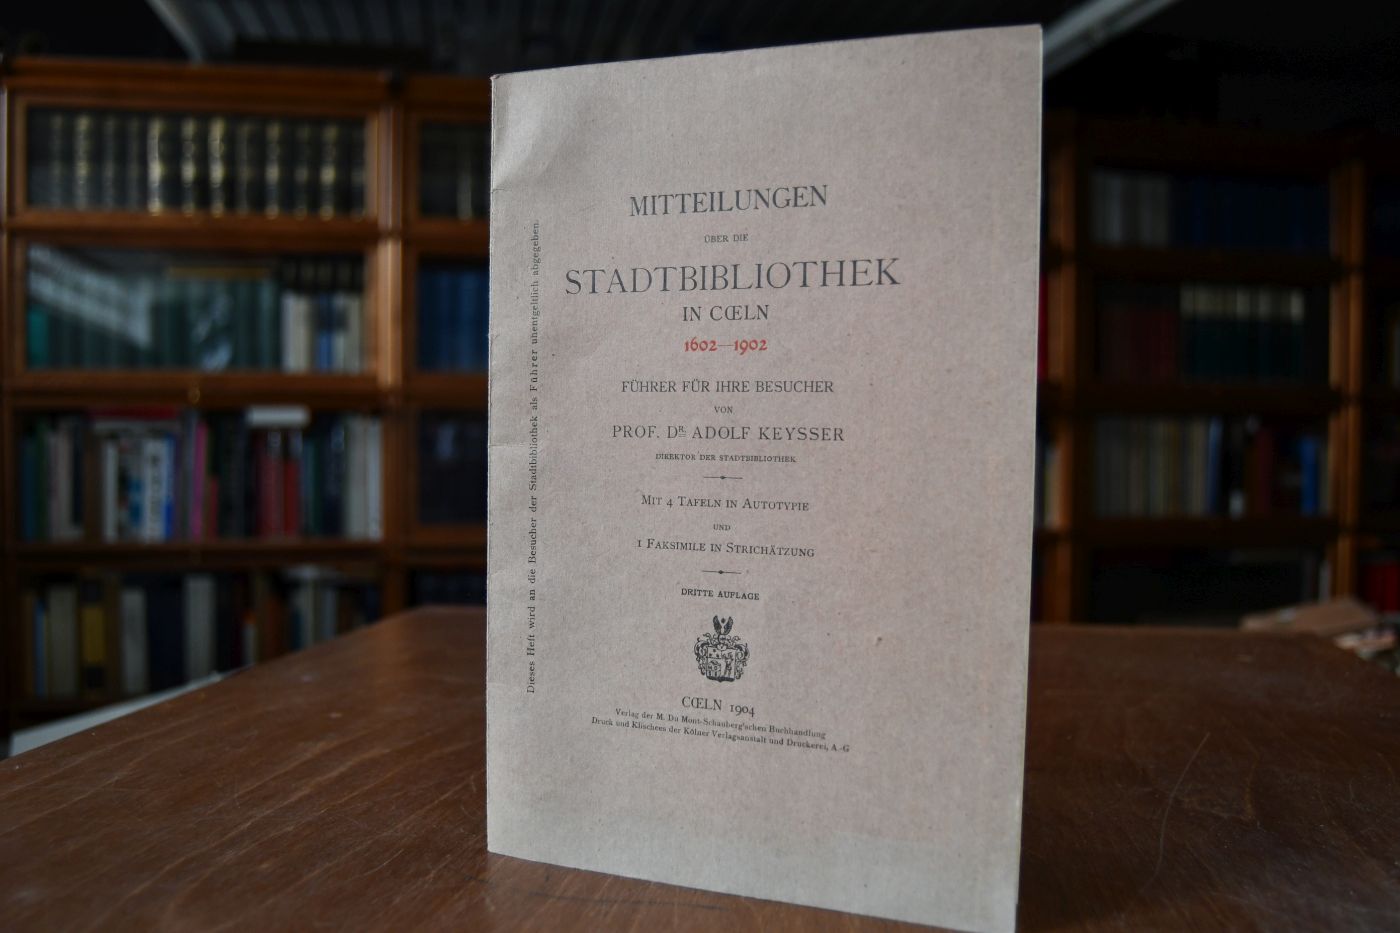 MITTEILUNGEN
ÜBER DIE
STADTBIBLIOTHEK
IN CŒLN
1602—1902
FÜHRER FÜR IHRE BESUCHER
VON
PROF. DR. ADOLF KEYSSER
DIREKTOR DER STADTBIBLIOTHEK
MIT 4 TAFELN IN AUTOTYPIE
UND
1 FAKSIMILE IN STRICHÄTZUNG
DRITTE AUFLAGE
CŒLN 1904
Verlag der M. Du Mont-Schauberg'schen Buchhandlung
Druck und Klischees der Kölner Verlagsanstalt und Druckerei, A.-G
Dieses Heft wird an die Besucher der Stadtbibliothek als Führer unentgeltlich abgegeben.